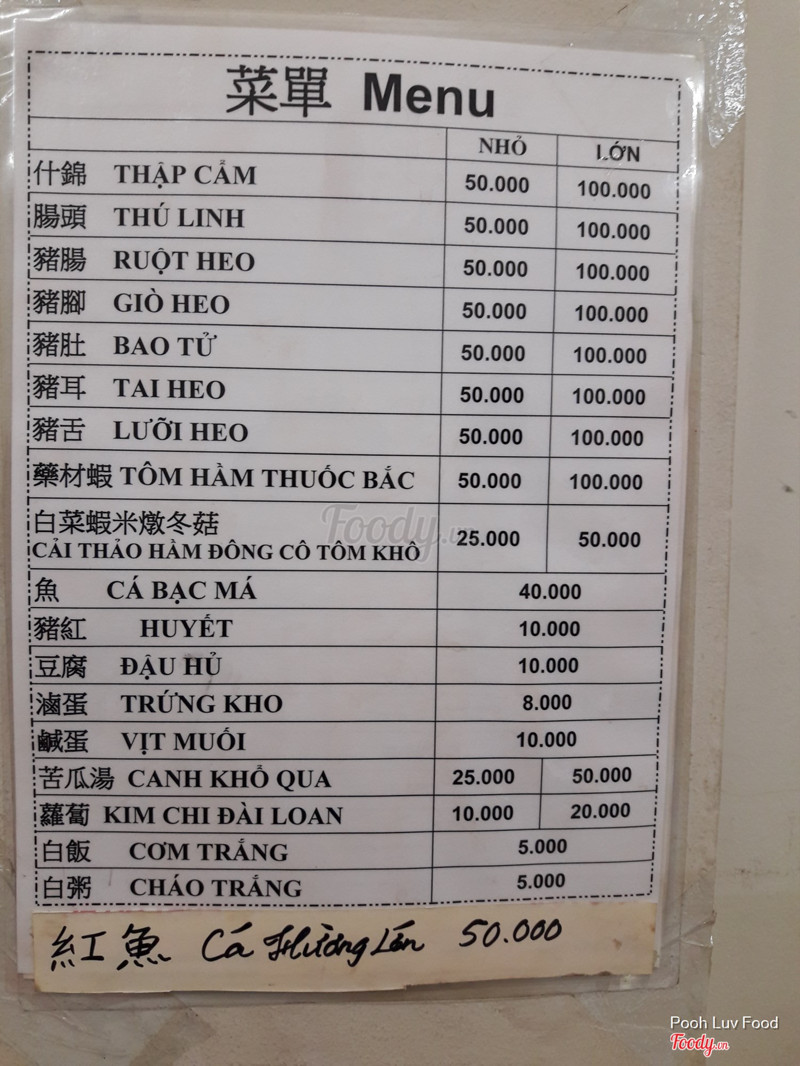 菜單 Menu
NHỎ LỚN
什錦 THẬP CẨM 50.000 100.000
腸頭 THÚ LINH 50.000 100.000
豬腸 RUỘT HEO 50.000 100.000
豬腳 GIÒ HEO 50.000 100.000
豬肚 BAO TỬ 50.000 100.000
豬耳 TAI HEO 50.000 100.000
豬舌 LƯỠI HEO 50.000 100.000
藥材蝦 TÔM HẦM THUỐC BẮC 50.000 100.000
白菜蝦米燉冬菇
CẢI THẢO HẦM ĐÔNG CÔ TÔM KHÔ 25.000 50.000
魚 CÁ BẠC MÁ 40.000
豬紅 HUYẾT 10.000
豆腐 ĐẬU HỦ 10.000
滷蛋 TRỨNG KHO 8.000
鹹蛋 VỊT MUỐI 10.000
苦瓜湯 CANH KHỔ QUA 25.000 50.000
蘿蔔 KIM CHI ĐÀI LOAN 10.000 20.000
白飯 CƠM TRẮNG 5.000
白粥 CHÁO TRẮNG 5.000
紅魚 Cá Hường Lớn 50.000
Foody.vn
Pooh Luv Food
Foody.vn